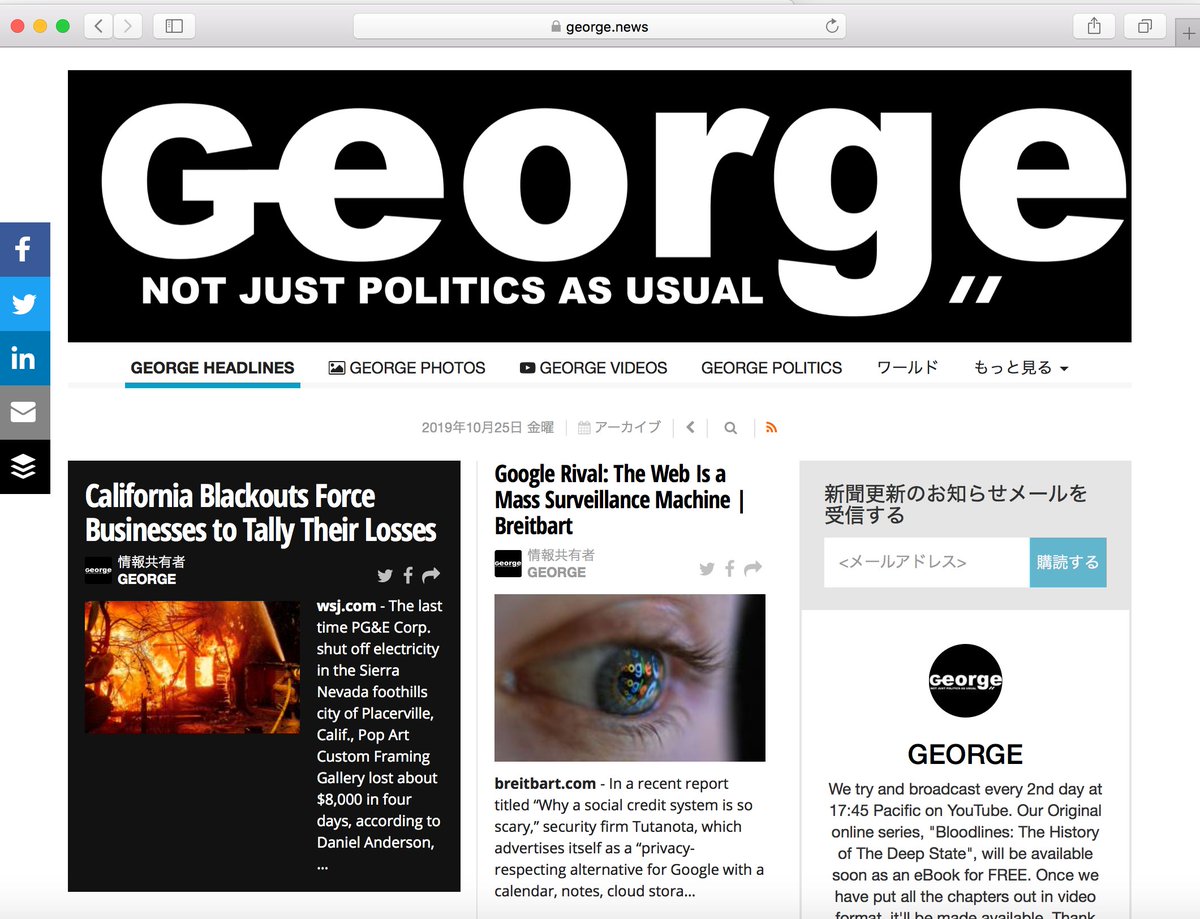 george.news
George
NOT JUST POLITICS AS USUAL
GEORGE HEADLINES
GEORGE PHOTOS
GEORGE VIDEOS
GEORGE POLITICS
ワールド
もっと見る
2019年10月25日 金曜
アーカイブ
California Blackouts Force
Businesses to Tally Their Losses
George
情報共有者
GEORGE
wsj.com - The last
time PG&E Corp.
shut off electricity
in the Sierra
Nevada foothills
city of Placerville,
Calif., Pop Art
Custom Framing
Gallery lost about
$8,000 in four
days, according to
Daniel Anderson,
...
Google Rival: The Web Is a
Mass Surveillance Machine |
Breitbart
George
情報共有者
GEORGE
breitbart.com - In a recent report
titled “Why a social credit system is so
scary,” security firm Tutanota, which
advertises itself as a “privacy-
respecting alternative for Google with a
calendar, notes, cloud stora...
新聞更新のお知らせメールを
受信する
<メールアドレス>
購読する
George
NOT JUST POLITICS AS USUAL
GEORGE
We try and broadcast every 2nd day at
17:45 Pacific on YouTube. Our Original
online series, "Bloodlines: The History
of The Deep State", will be available
soon as an eBook for FREE. Once we
have put all the chapters out in video
format, it'll be made available. Thank